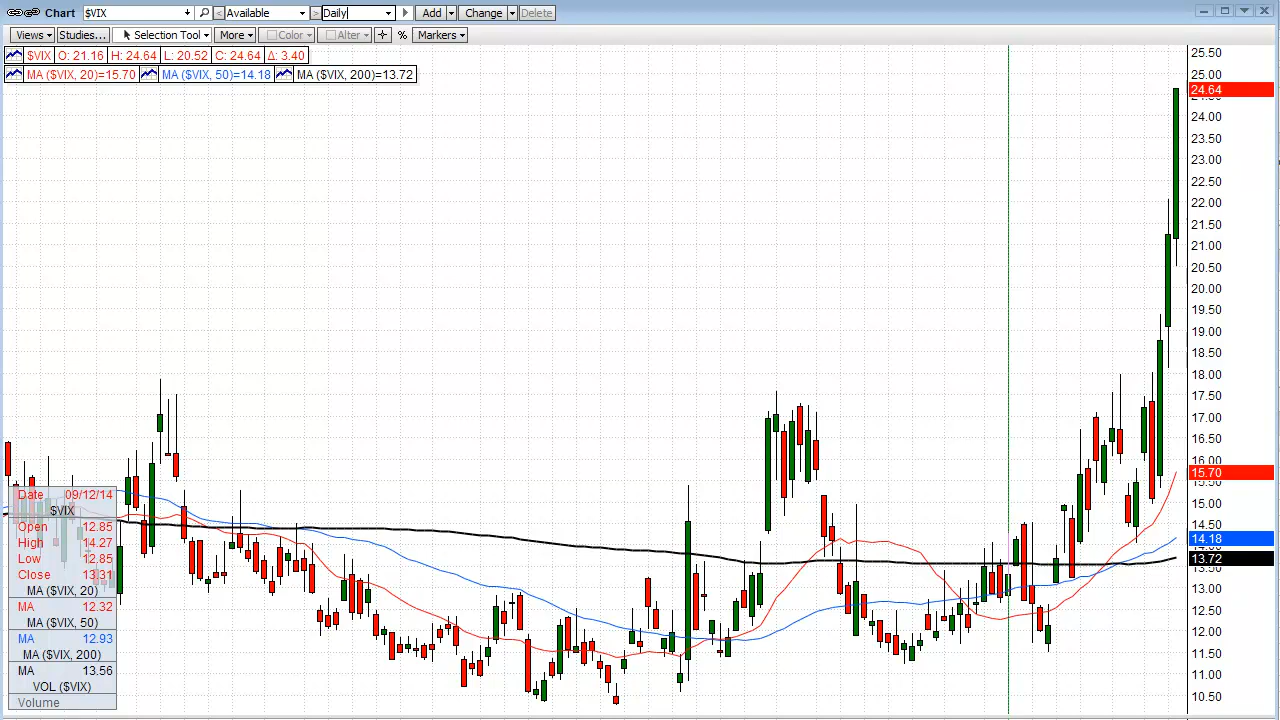 Chart $VIX Available Daily Add Change Delete
Views Studies... Selection Tool More Color Alter % Markers
$VIX O: 21.16 H: 24.64 L: 20.52 C: 24.64 Δ: 3.40
MA ($VIX, 20)=15.70 MA ($VIX, 50)=14.18 MA ($VIX, 200)=13.72
25.50
25.00
24.64
24.00
23.50
23.00
22.50
22.00
21.50
21.00
20.50
20.00
19.50
19.00
18.50
18.00
17.50
17.00
16.50
16.00
15.70
15.50
15.00
14.50
14.18
13.72
13.50
13.00
12.50
12.00
11.50
11.00
10.50
Date 09/12/14
$VIX
Open 12.85
High 14.27
Low 12.85
Close 13.31
MA ($VIX, 20)
MA 12.32
MA ($VIX, 50)
MA 12.93
MA ($VIX, 200)
MA 13.56
VOL ($VIX)
Volume